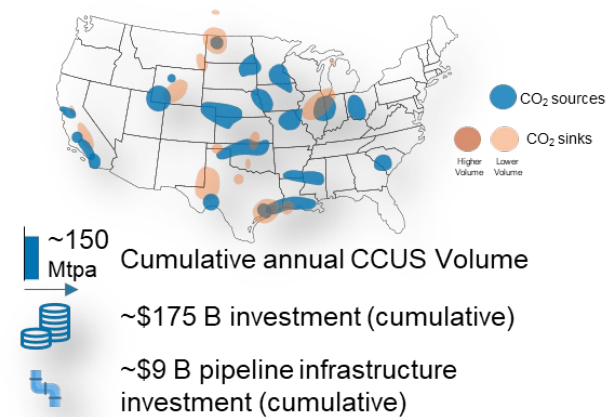 CO₂ sources
CO₂ sinks
Higher
Volume
Lower
Volume
~150
Mtpa
Cumulative annual CCUS Volume
~$175 B investment (cumulative)
~$9 B pipeline infrastructure
investment (cumulative)